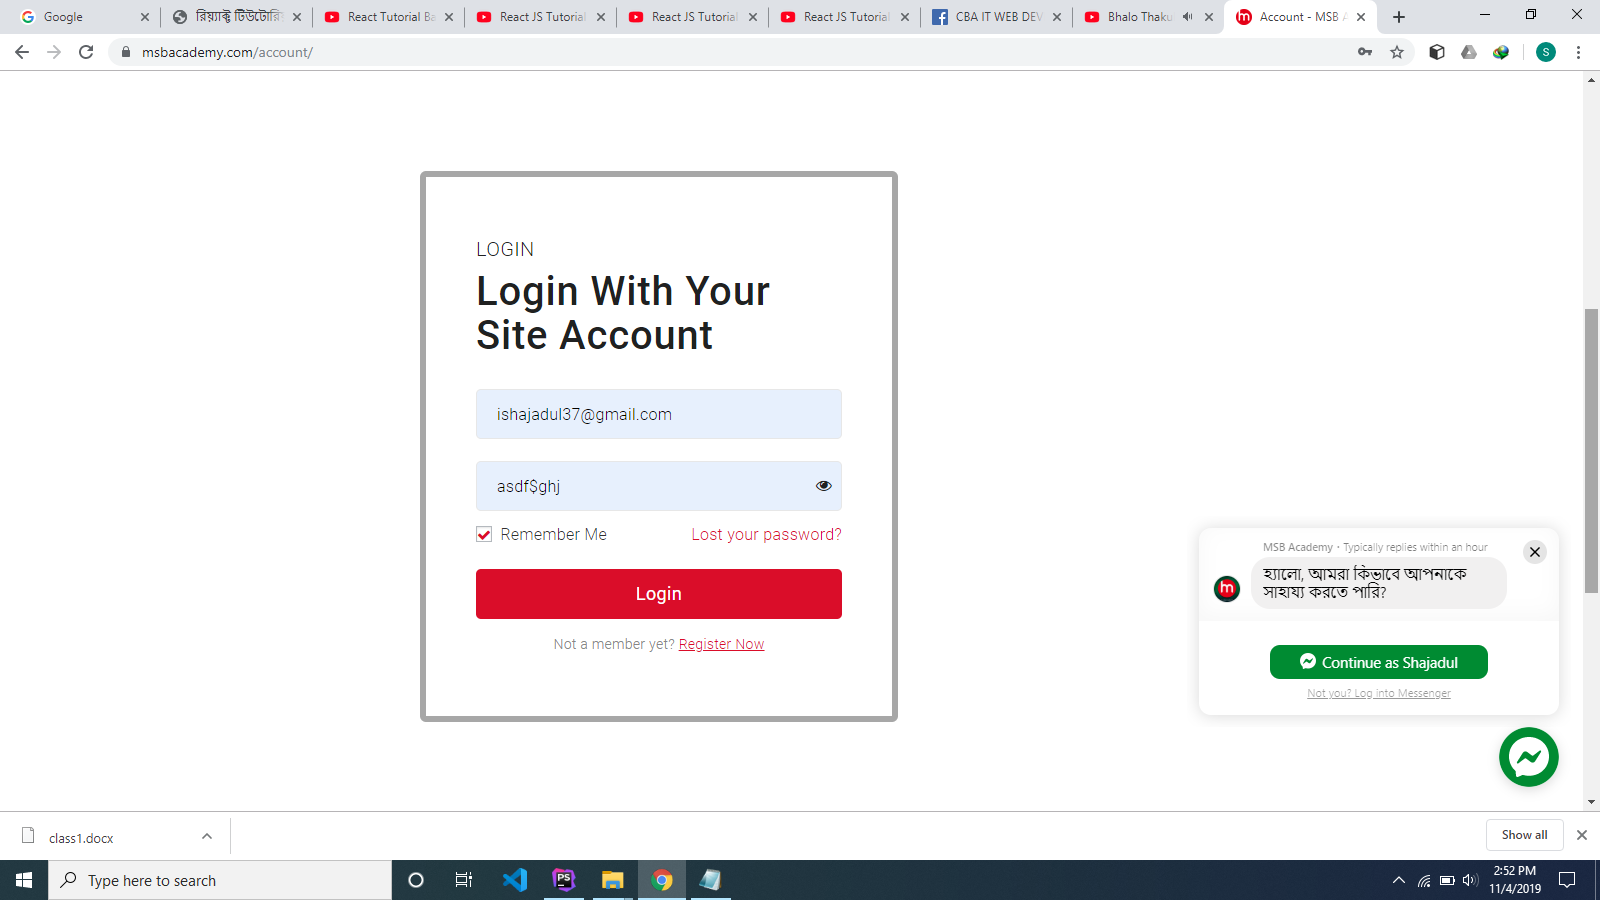 Google
রিয়্যাক্ট টিউটোরিয়
React Tutorial Ba
React JS Tutorial
React JS Tutorial
React JS Tutorial
CBA IT WEB DEV
Bhalo Thaku
Account - MSB A
msbacademy.com/account/
S
LOGIN
Login With Your
Site Account
ishajadul37@gmail.com
asdf$ghj
Remember Me
Lost your password?
Login
Not a member yet? Register Now
MSB Academy • Typically replies within an hour
হ্যালো, আমরা কিভাবে আপনাকে
সাহায্য করতে পারি?
Continue as Shajadul
Not you? Log into Messenger
class1.docx
Show all
Type here to search
PS
2:52 PM
11/4/2019